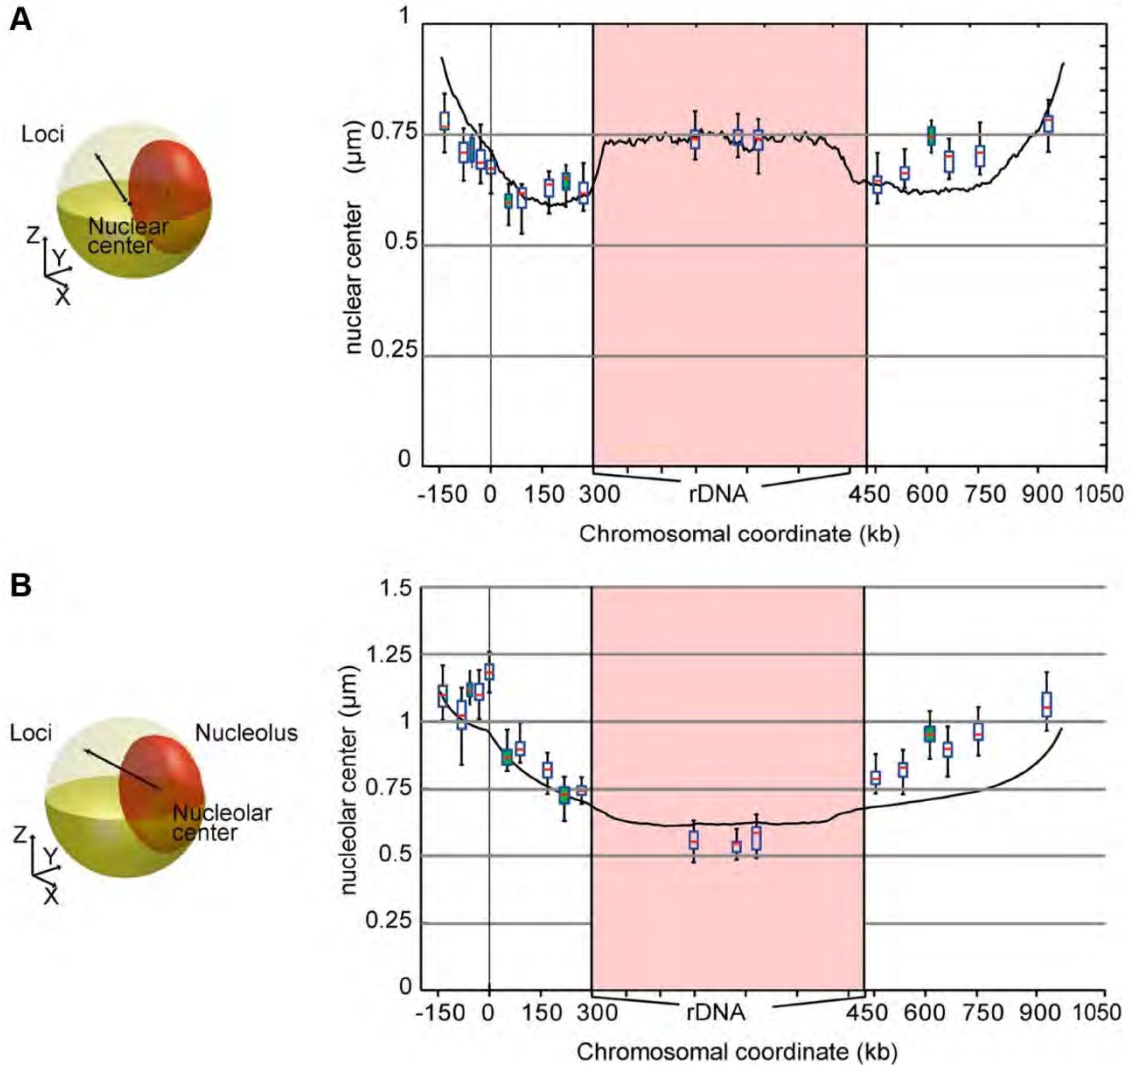 A
Loci
Nuclear
center
Z
Y
X
nuclear center (µm)
1
0.75
0.5
0.25
0
-150 0 150 300 rDNA 450 600 750 900 1050
Chromosomal coordinate (kb)
B
Loci
Nucleolus
Nucleolar
center
Z
Y
X
nucleolar center (µm)
1.5
1.25
1
0.75
0.5
0.25
0
-150 0 150 300 rDNA 450 600 750 900 1050
Chromosomal coordinate (kb)